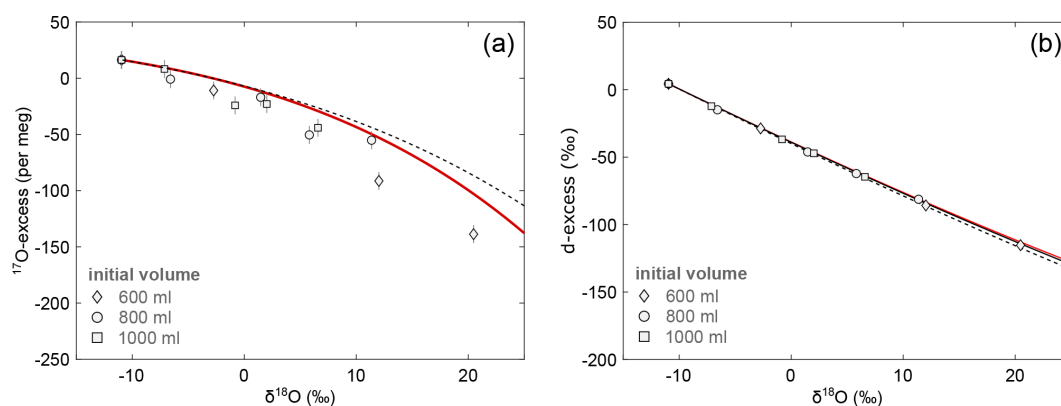 (a)
50
0
-50
-100
-150
-200
-250
¹⁷O-excess (per meg)
initial volume
600 ml
800 ml
1000 ml
-10
0
10
20
δ¹⁸O (‰)
(b)
50
0
-50
-100
-150
-200
d-excess (‰)
initial volume
600 ml
800 ml
1000 ml
-10
0
10
20
δ¹⁸O (‰)